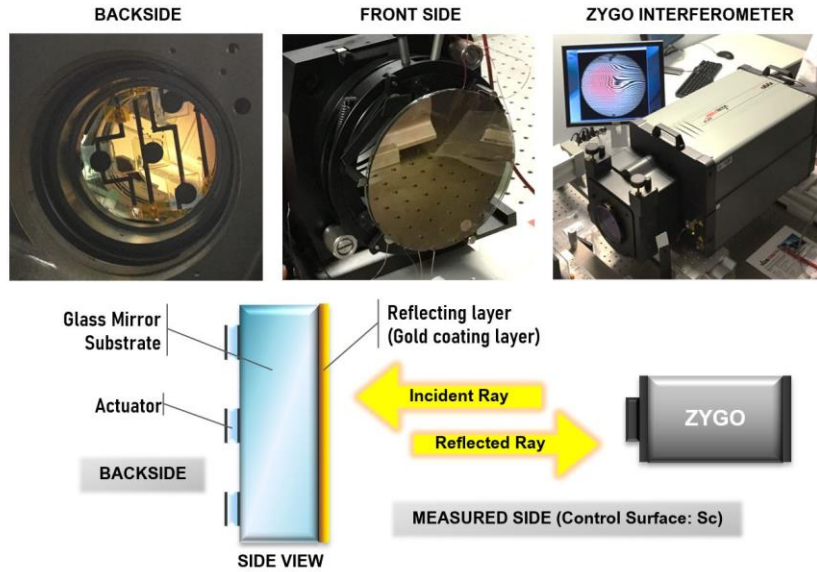 BACKSIDE
FRONT SIDE
ZYGO INTERFEROMETER
Glass Mirror
Substrate
Reflecting layer
(Gold coating layer)
Actuator
Incident Ray
Reflected Ray
ZYGO
BACKSIDE
MEASURED SIDE (Control Surface: Sc)
SIDE VIEW